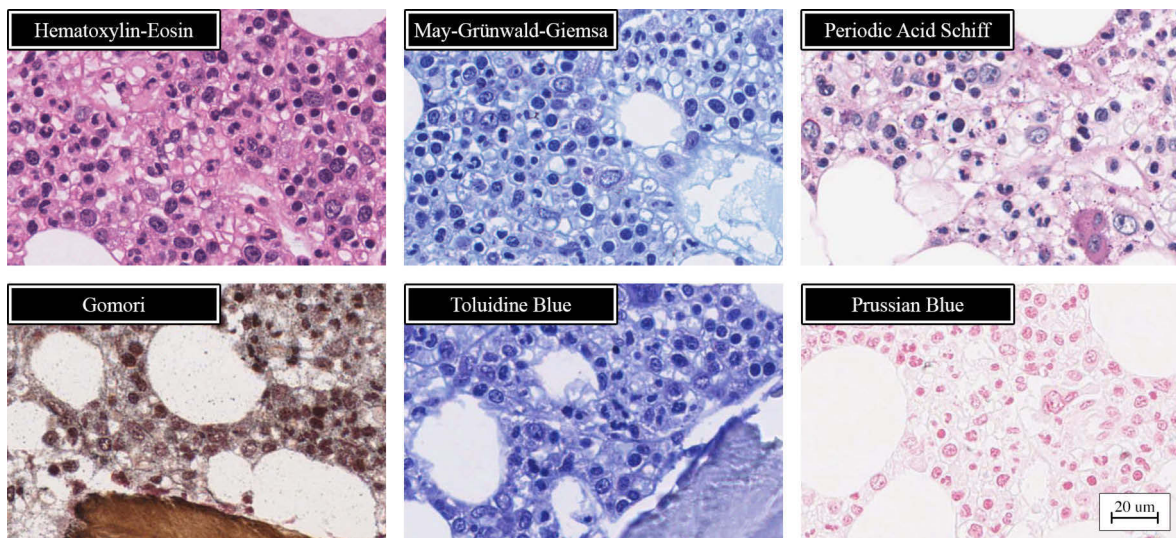 Hematoxylin-Eosin
May-Grünwald-Giemsa
Periodic Acid Schiff
Gomori
Toluidine Blue
Prussian Blue
20 um